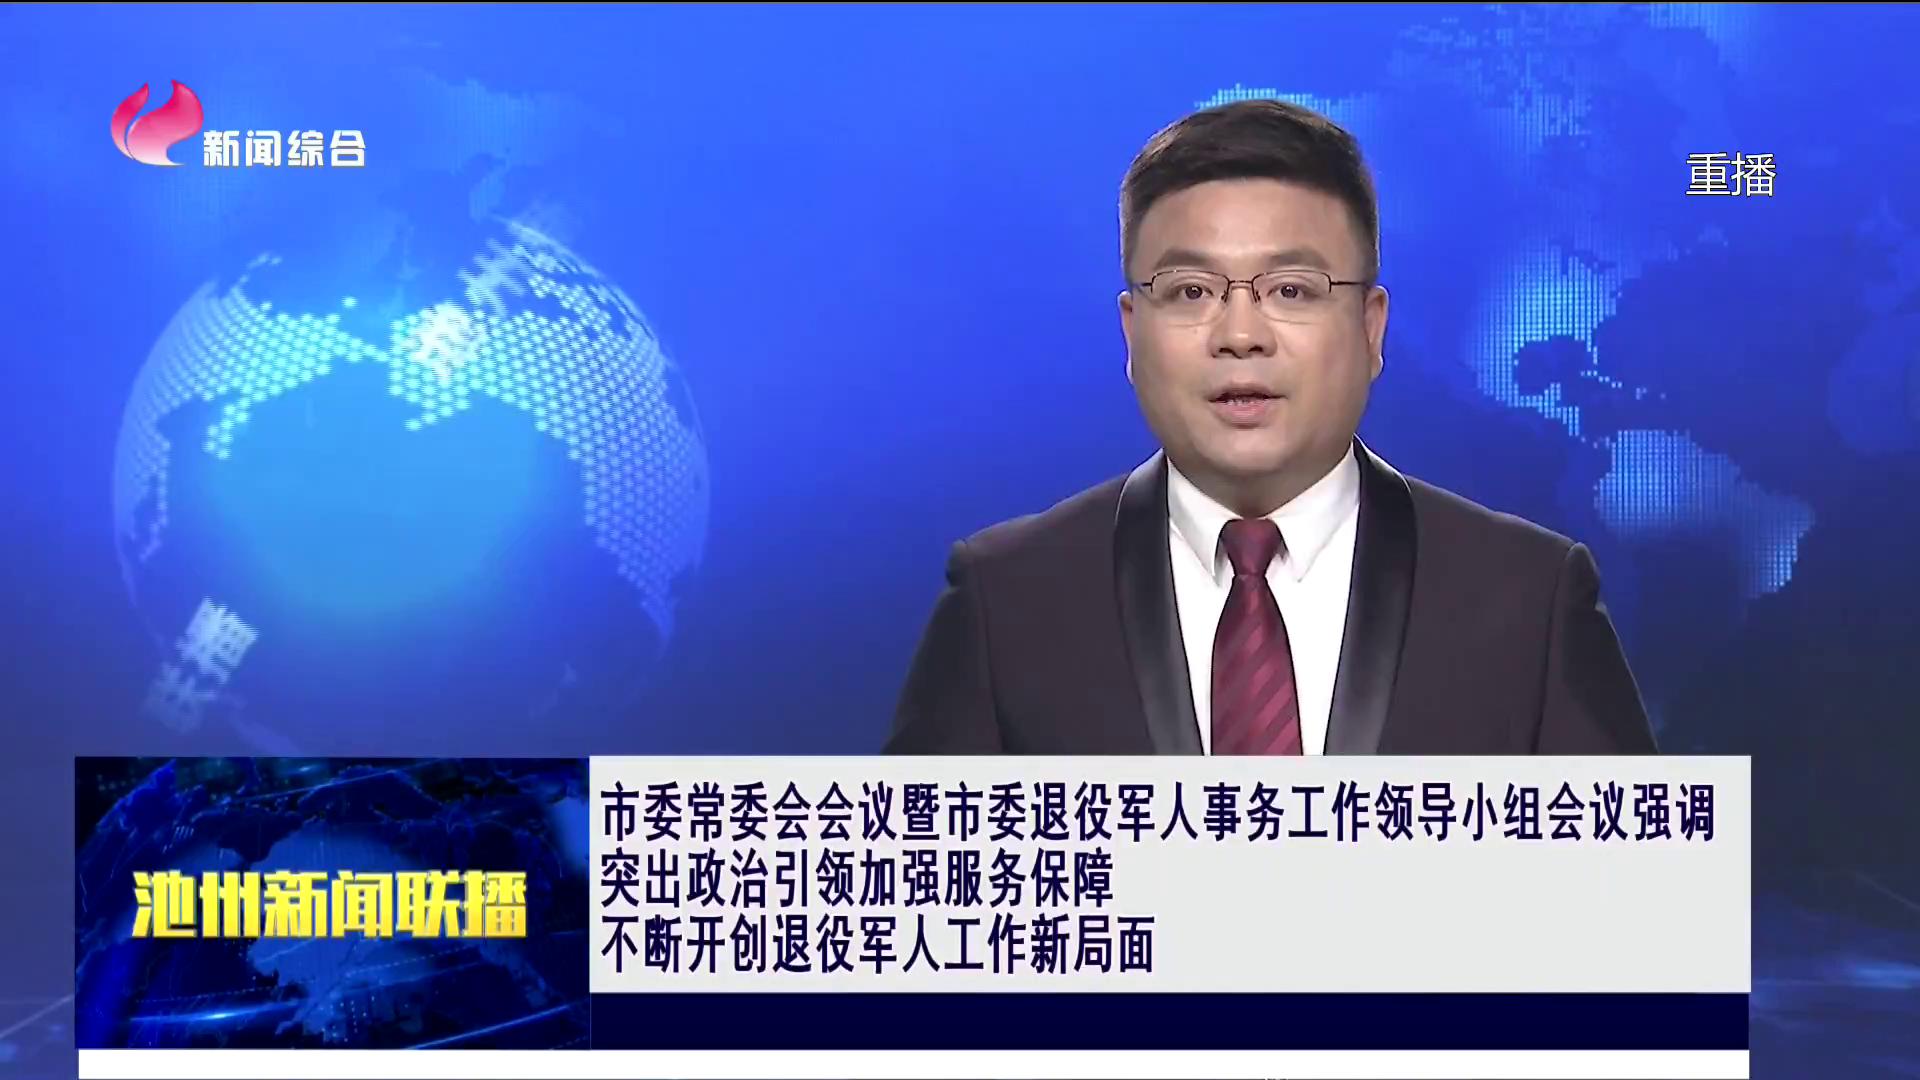 新闻综合
重播
市委常委会会议暨市委退役军人事务工作领导小组会议强调
突出政治引领加强服务保障
不断开创退役军人工作新局面
池州新闻联播